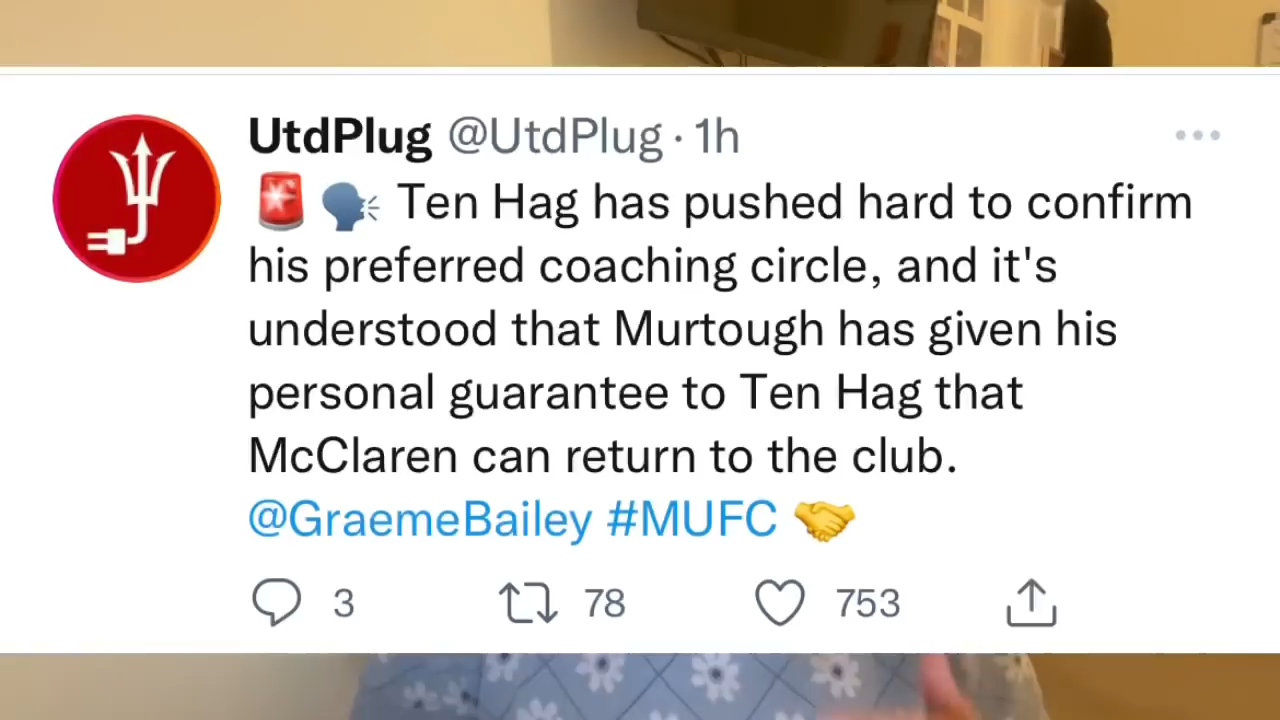 UtdPlug @UtdPlug · 1h
🚨 🗣️ Ten Hag has pushed hard to confirm
his preferred coaching circle, and it's
understood that Murtough has given his
personal guarantee to Ten Hag that
McClaren can return to the club.
@GraemeBailey #MUFC 🤝
3 78 753